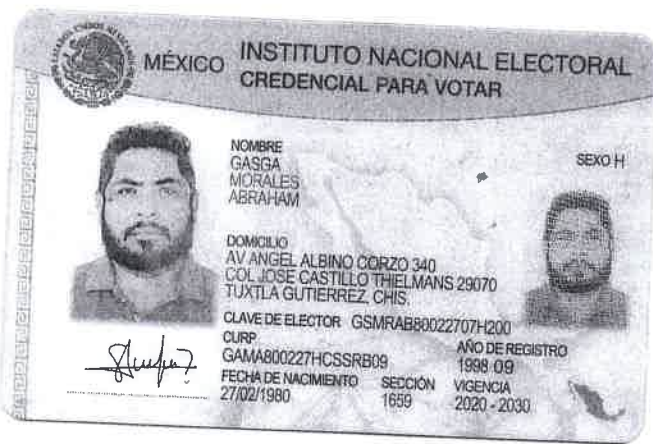 MÉXICO INSTITUTO NACIONAL ELECTORAL
CREDENCIAL PARA VOTAR
NOMBRE
GASGA
MORALES
ABRAHAM
SEXO H
DOMICILIO
AV ANGEL ALBINO CORZO 340
COL JOSE CASTILLO THIELMANS 29070
TUXTLA GUTIERREZ, CHIS.
CLAVE DE ELECTOR GSMRAB80022707H200
CURP
GAMA800227HCSSRB09
AÑO DE REGISTRO
1998 09
FECHA DE NACIMIENTO
27/02/1980
SECCIÓN
1659
VIGENCIA
2020 - 2030